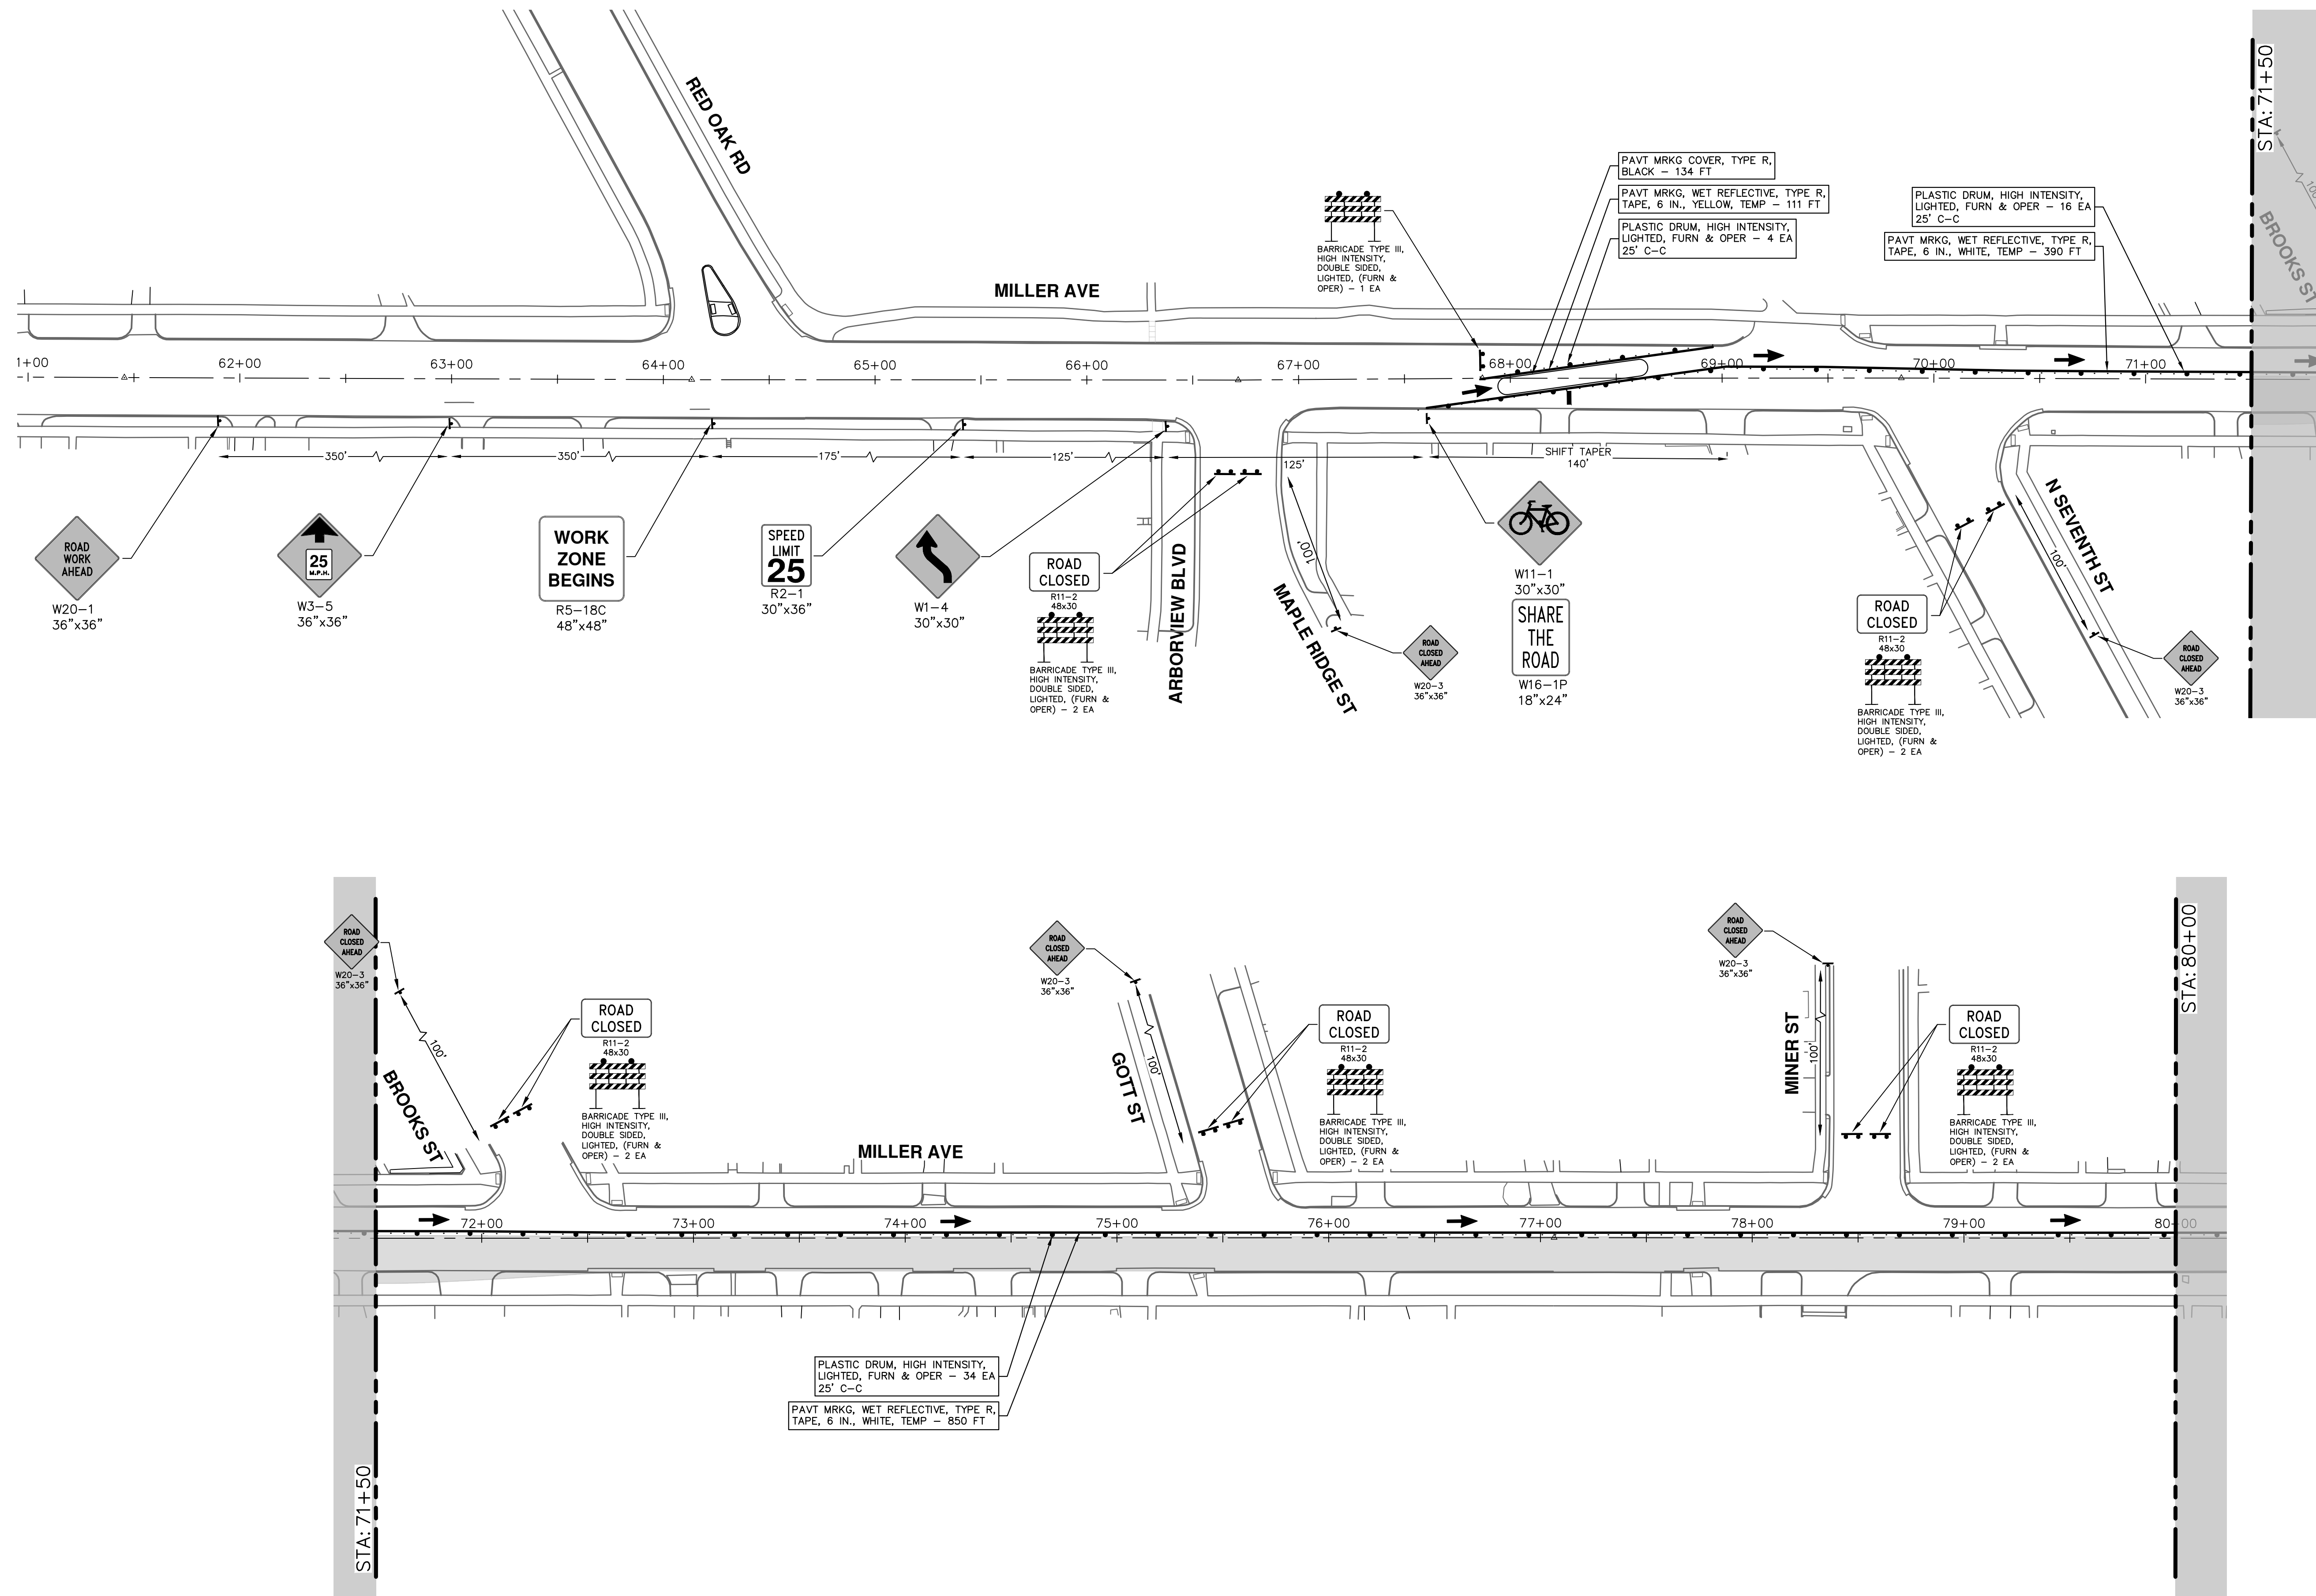 RED OAK RD
MILLER AVE
STA: 71+50
BROOKS ST
100'
PAVT MRKG COVER, TYPE R,
BLACK – 134 FT
PAVT MRKG, WET REFLECTIVE, TYPE R,
TAPE, 6 IN., YELLOW, TEMP – 111 FT
PLASTIC DRUM, HIGH INTENSITY,
LIGHTED, FURN & OPER – 4 EA
25' C–C
PLASTIC DRUM, HIGH INTENSITY,
LIGHTED, FURN & OPER – 16 EA
25' C–C
PAVT MRKG, WET REFLECTIVE, TYPE R,
TAPE, 6 IN., WHITE, TEMP – 390 FT
BARRICADE TYPE III,
HIGH INTENSITY,
DOUBLE SIDED,
LIGHTED, (FURN &
OPER) – 1 EA
1+00
62+00
63+00
64+00
65+00
66+00
67+00
68+00
69+00
70+00
71+00
350'
350'
175'
125'
125'
SHIFT TAPER
140'
ROAD
WORK
AHEAD
W20–1
36"x36"
25
M.P.H.
W3–5
36"x36"
WORK
ZONE
BEGINS
R5–18C
48"x48"
SPEED
LIMIT
25
R2–1
30"x36"
W1–4
30"x30"
ROAD
CLOSED
R11–2
48x30
BARRICADE TYPE III,
HIGH INTENSITY,
DOUBLE SIDED,
LIGHTED, (FURN &
OPER) – 2 EA
ARBORVIEW BLVD
100'
MAPLE RIDGE ST
ROAD
CLOSED
AHEAD
W20–3
36"x36"
W11–1
30"x30"
SHARE
THE
ROAD
W16–1P
18"x24"
ROAD
CLOSED
R11–2
48x30
BARRICADE TYPE III,
HIGH INTENSITY,
DOUBLE SIDED,
LIGHTED, (FURN &
OPER) – 2 EA
N SEVENTH ST
100'
ROAD
CLOSED
AHEAD
W20–3
36"x36"
ROAD
CLOSED
AHEAD
W20–3
36"x36"
100'
BROOKS ST
ROAD
CLOSED
R11–2
48x30
BARRICADE TYPE III,
HIGH INTENSITY,
DOUBLE SIDED,
LIGHTED, (FURN &
OPER) – 2 EA
MILLER AVE
ROAD
CLOSED
AHEAD
W20–3
36"x36"
100'
GOTT ST
ROAD
CLOSED
R11–2
48x30
BARRICADE TYPE III,
HIGH INTENSITY,
DOUBLE SIDED,
LIGHTED, (FURN &
OPER) – 2 EA
ROAD
CLOSED
AHEAD
W20–3
36"x36"
MINER ST
100'
ROAD
CLOSED
R11–2
48x30
BARRICADE TYPE III,
HIGH INTENSITY,
DOUBLE SIDED,
LIGHTED, (FURN &
OPER) – 2 EA
STA: 80+00
72+00
73+00
74+00
75+00
76+00
77+00
78+00
79+00
80+00
PLASTIC DRUM, HIGH INTENSITY,
LIGHTED, FURN & OPER – 34 EA
25' C–C
PAVT MRKG, WET REFLECTIVE, TYPE R,
TAPE, 6 IN., WHITE, TEMP – 850 FT
STA: 71+50